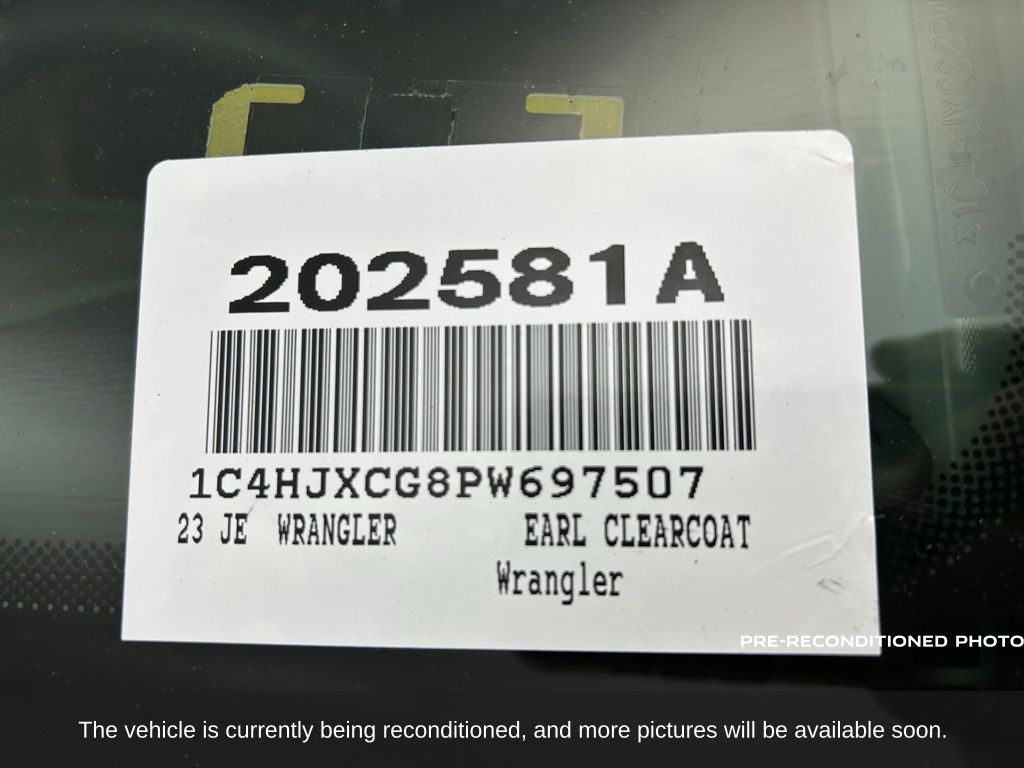 202581A
1C4HJXCG8PW697507
23 JE WRANGLER EARL CLEARCOAT
Wrangler
PRE-RECONDITIONED PHOTO
The vehicle is currently being reconditioned, and more pictures will be available soon.